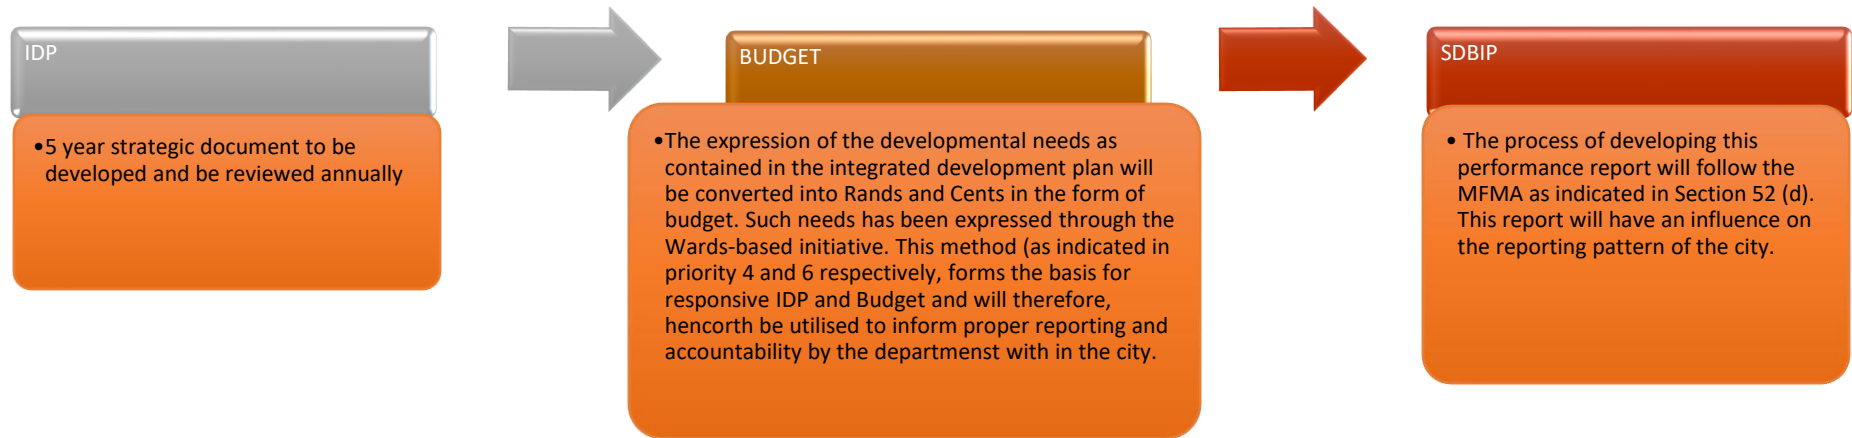 IDP
•5 year strategic document to be
developed and be reviewed annually
BUDGET
•The expression of the developmental needs as
contained in the integrated development plan will
be converted into Rands and Cents in the form of
budget. Such needs has been expressed through the
Wards-based initiative. This method (as indicated in
priority 4 and 6 respectively, forms the basis for
responsive IDP and Budget and will therefore,
hencorth be utilised to inform proper reporting and
accountability by the departmenst with in the city.
SDBIP
• The process of developing this
performance report will follow the
MFMA as indicated in Section 52 (d).
This report will have an influence on
the reporting pattern of the city.